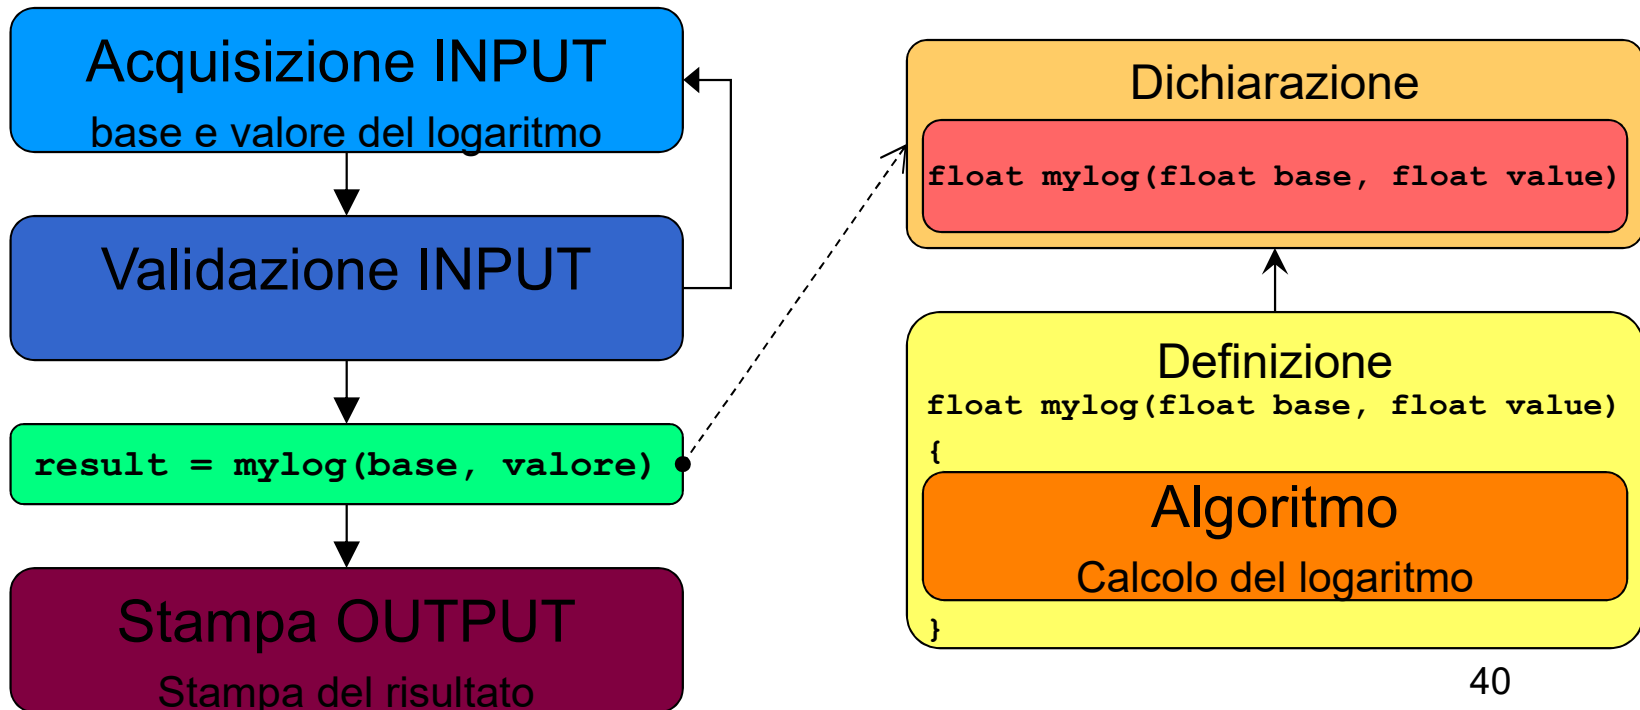 Acquisizione INPUT
base e valore del logaritmo
Validazione INPUT
result = mylog(base, valore)
Stampa OUTPUT
Stampa del risultato
Dichiarazione
float mylog(float base, float value)
Definizione
float mylog(float base, float value)
{
Algoritmo
Calcolo del logaritmo
}
40